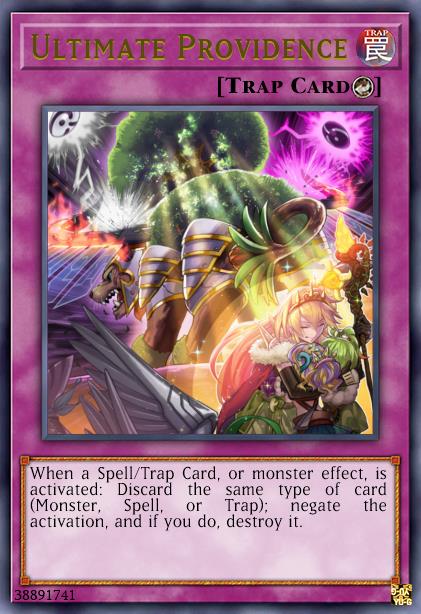 ULTIMATE PROVIDENCE
TRAP
罠
[TRAP CARD]
When a Spell/Trap Card, or monster effect, is
activated: Discard the same type of card
(Monster, Spell, or Trap); negate the
activation, and if you do, destroy it.
38891741